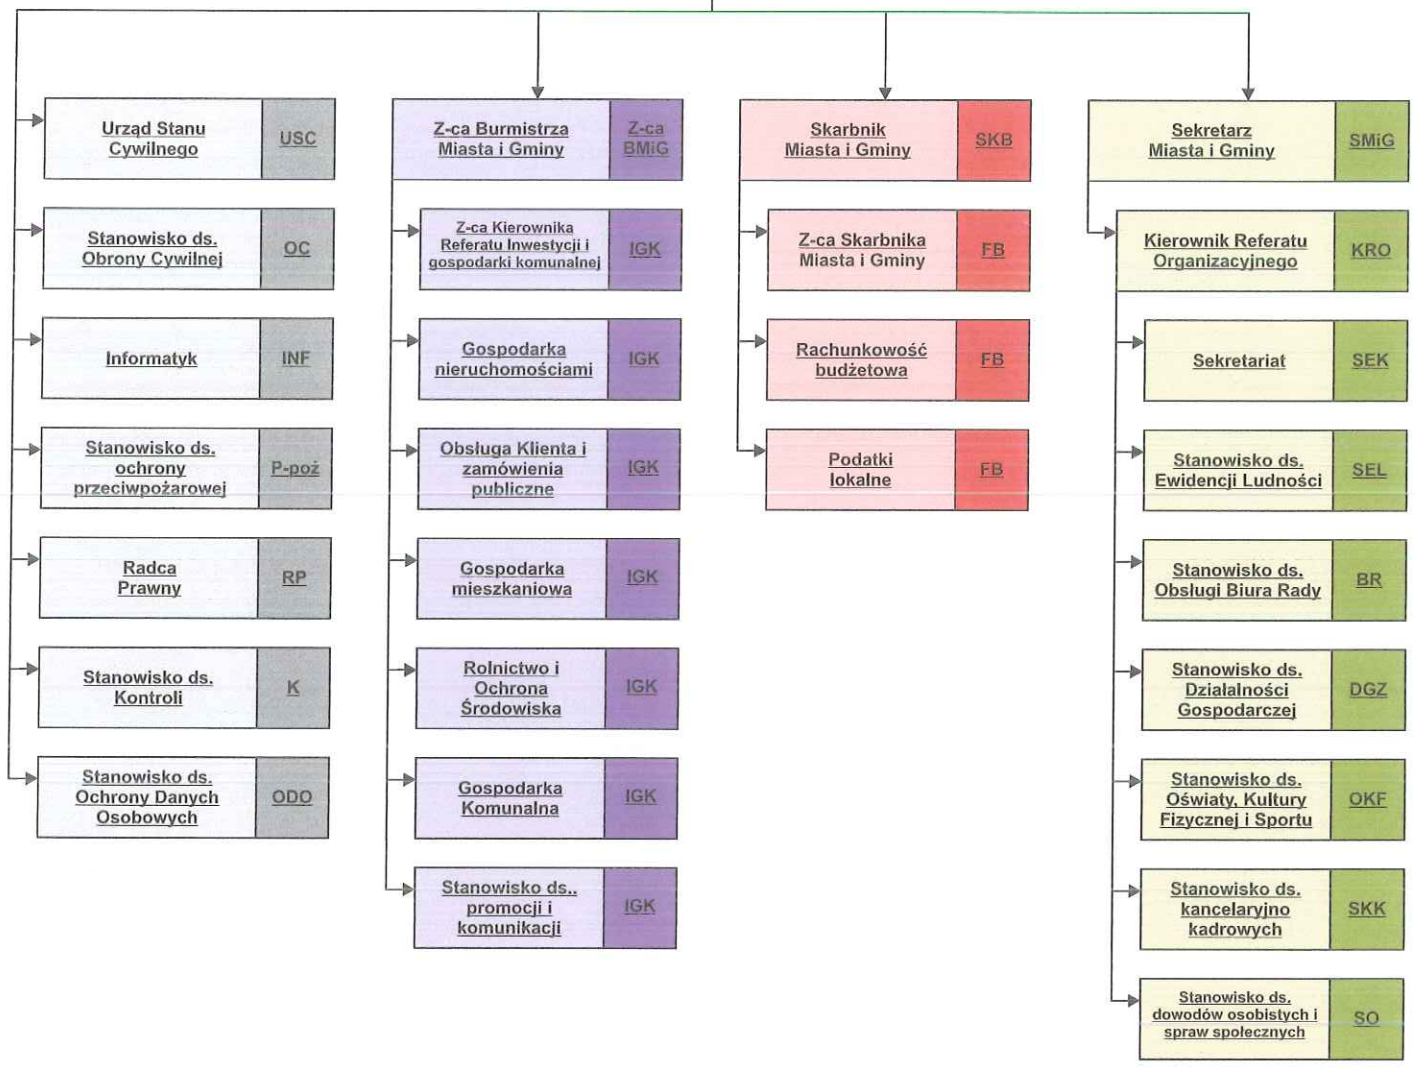 Urząd Stanu
Cywilnego
USC
Stanowisko ds.
Obrony Cywilnej
OC
Informatyk
INF
Stanowisko ds.
ochrony
przeciwpożarowej
P-poż
Radca
Prawny
RP
Stanowisko ds.
Kontroli
K
Stanowisko ds.
Ochrony Danych
Osobowych
ODO
Z-ca Burmistrza
Miasta i Gminy
Z-ca
BMiG
Z-ca Kierownika
Referatu Inwestycji i
gospodarki komunalnej
IGK
Gospodarka
nieruchomościami
IGK
Obsługa Klienta i
zamówienia
publiczne
IGK
Gospodarka
mieszkaniowa
IGK
Rolnictwo i
Ochrona
Środowiska
IGK
Gospodarka
Komunalna
IGK
Stanowisko ds..
promocji i
komunikacji
IGK
Skarbnik
Miasta i Gminy
SKB
Z-ca Skarbnika
Miasta i Gminy
FB
Rachunkowość
budżetowa
FB
Podatki
lokalne
FB
Sekretarz
Miasta i Gminy
SMiG
Kierownik Referatu
Organizacyjnego
KRO
Sekretariat
SEK
Stanowisko ds.
Ewidencji Ludności
SEL
Stanowisko ds.
Obsługi Biura Rady
BR
Stanowisko ds.
Działalności
Gospodarczej
DGZ
Stanowisko ds.
Oświaty, Kultury
Fizycznej i Sportu
OKF
Stanowisko ds.
kancelaryjno
kadrowych
SKK
Stanowisko ds.
dowodów osobistych i
spraw społecznych
SO